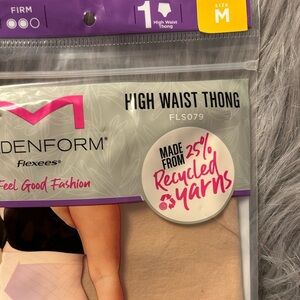 FIRM
1
High Waist
Thong
SIZE
M
HIGH WAIST THONG
FLS079
DENFORM®
flexees®
Feel Good Fashion
MADE
FROM 25%
Recycled
yarns